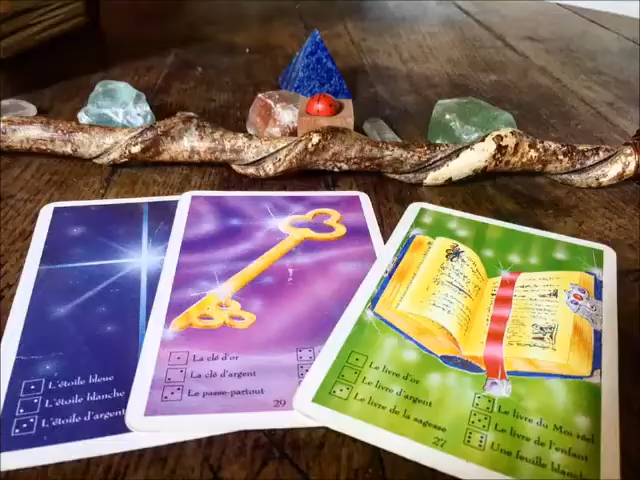 L'étoile bleue
L'étoile blanche
L'étoile d'argent
La clé d'or
La clé d'argent
Le passe-partout
29
Le livre d'or
Le livre d'argent
Le livre de la sagesse
Le livre du Moi réel
Le livre de l'enfant
Une feuille blanche
27